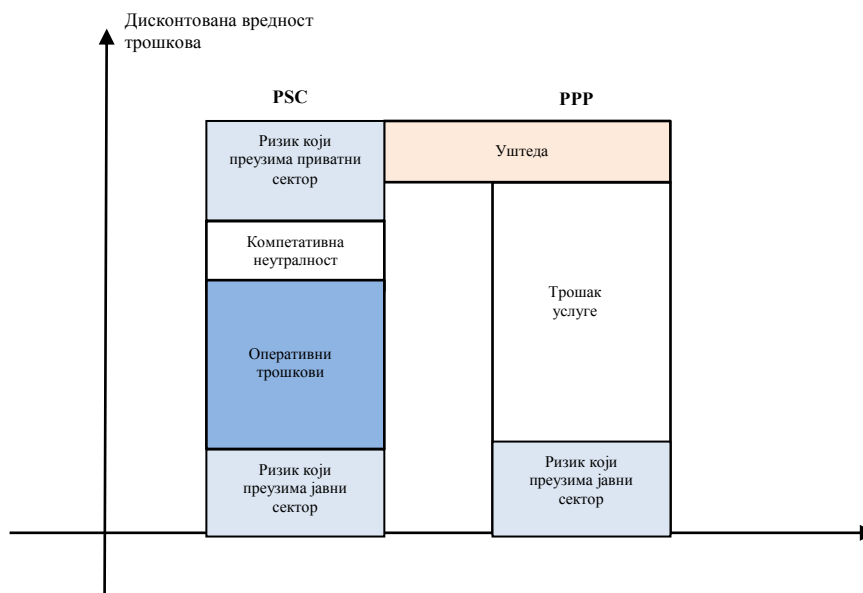 Дисконтована вредност
трошкова
PSC
PPP
Ризик који
преузима приватни
сектор
Уштеда
Компетативна
неутралност
Трошак
услуге
Оперативни
трошкови
Ризик који
преузима јавни
сектор
Ризик који
преузима јавни
сектор